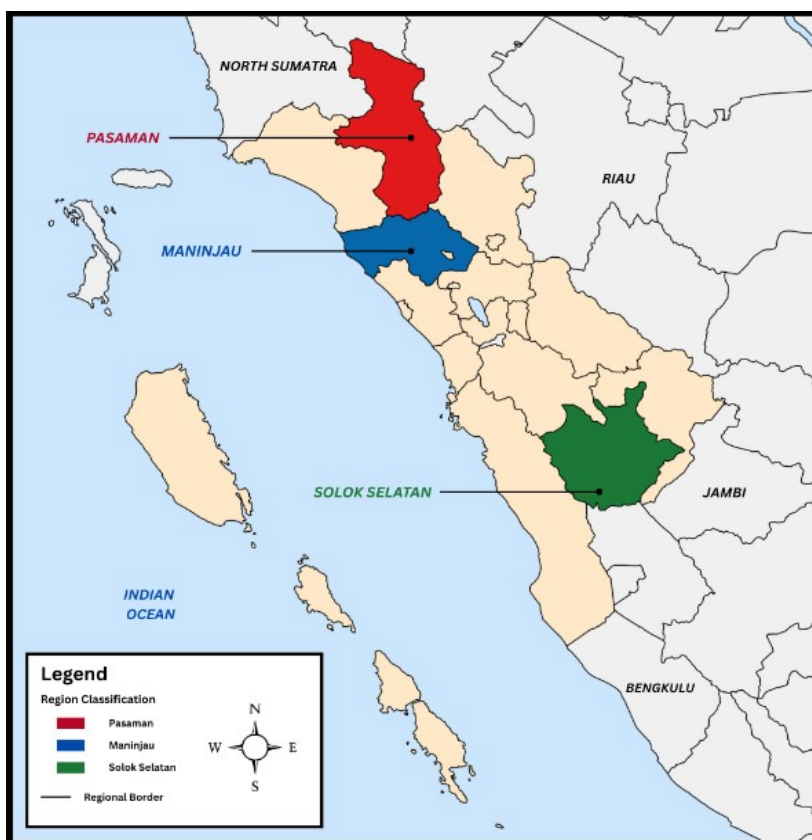 NORTH SUMATRA
PASAMAN
RIAU
MANINJAU
SOLOK SELATAN
JAMBI
INDIAN
OCEAN
BENGKULU
Legend
Region Classification
Pasaman
Maninjau
Solok Selatan
Regional Border
N
W
E
S